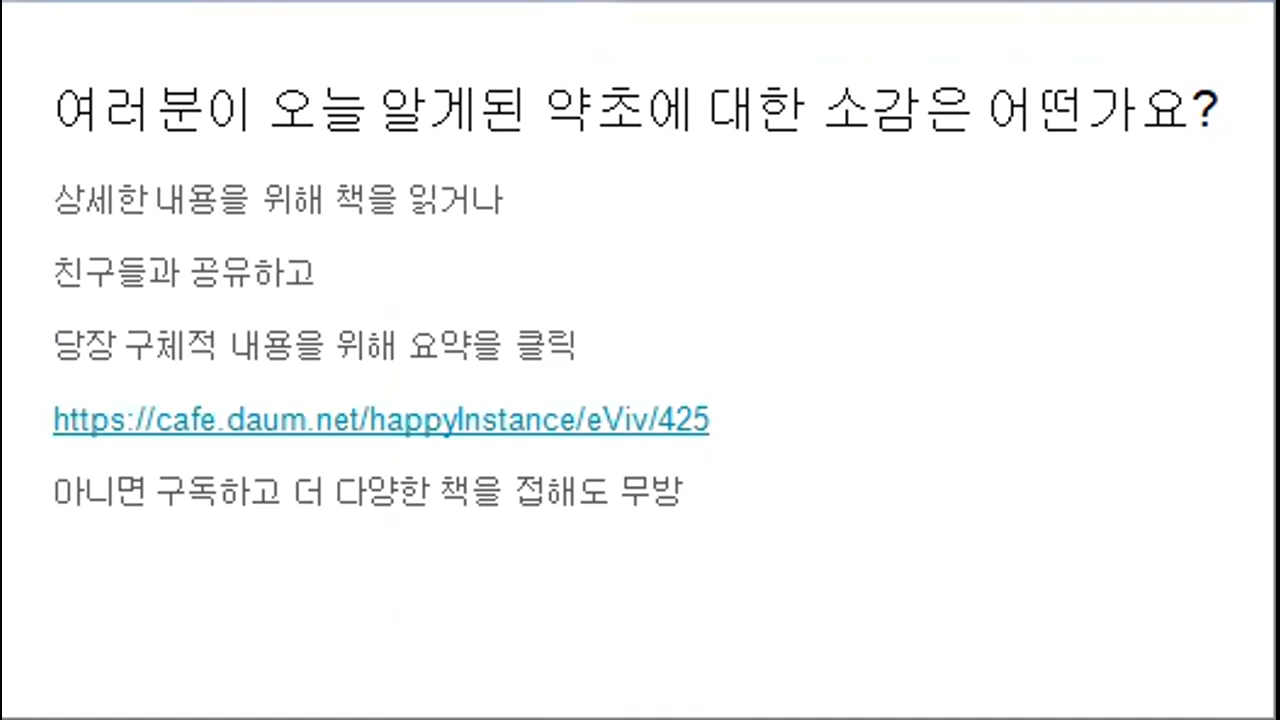 여러분이 오늘 알게된 약초에 대한 소감은 어떤가요?
상세한 내용을 위해 책을 읽거나
친구들과 공유하고
당장 구체적 내용을 위해 요약을 클릭
https://cafe.daum.net/happyInstance/eViv/425
아니면 구독하고 더 다양한 책을 접해도 무방